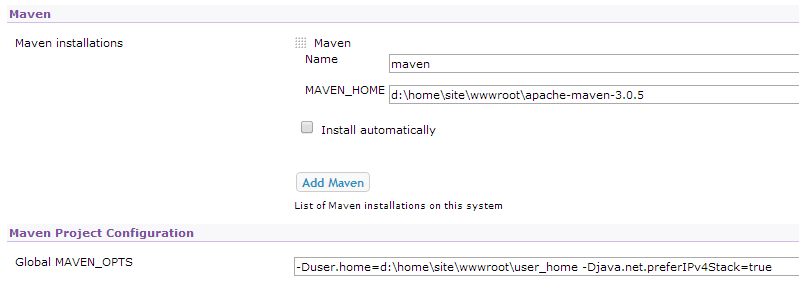 Maven
Maven installations
Maven
Name
maven
MAVEN_HOME
d:\home\site\wwwroot\apache-maven-3.0.5
Install automatically
Add Maven
List of Maven installations on this system
Maven Project Configuration
Global MAVEN_OPTS
-Duser.home=d:\home\site\wwwroot\user_home -Djava.net.preferIPv4Stack=true